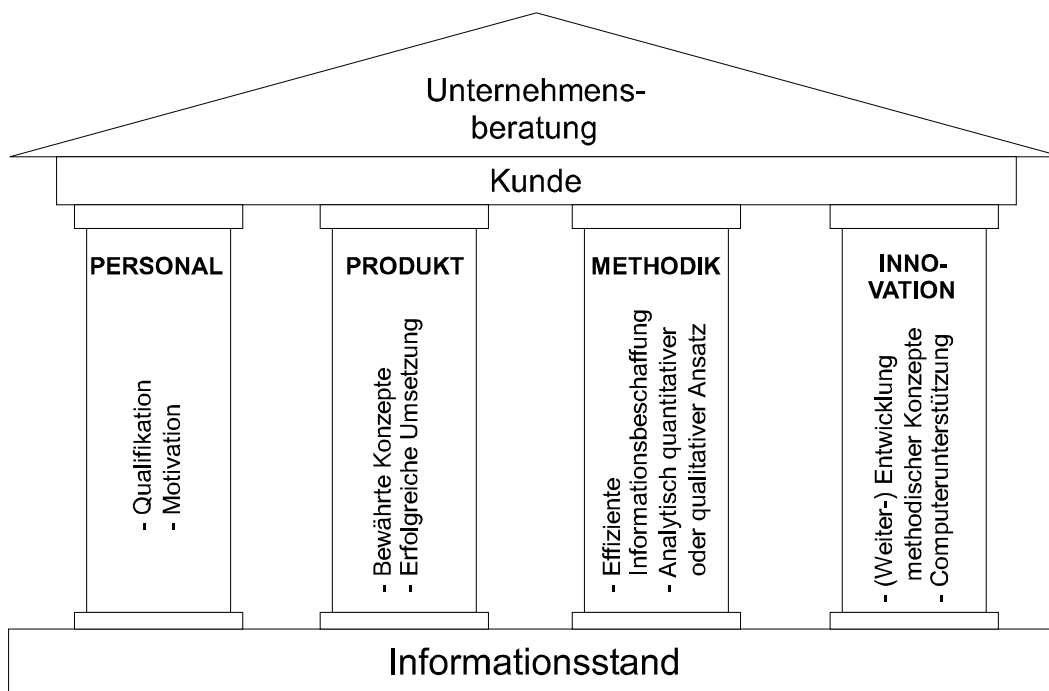 Unternehmens-
beratung
Kunde
PERSONAL
- Qualifikation
- Motivation
PRODUKT
- Bewährte Konzepte
- Erfolgreiche Umsetzung
METHODIK
- Effiziente
Informationsbeschaffung
- Analytisch quantitativer
oder qualitativer Ansatz
INNO-
VATION
- (Weiter-) Entwicklung
methodischer Konzepte
- Computerunterstützung
Informationsstand